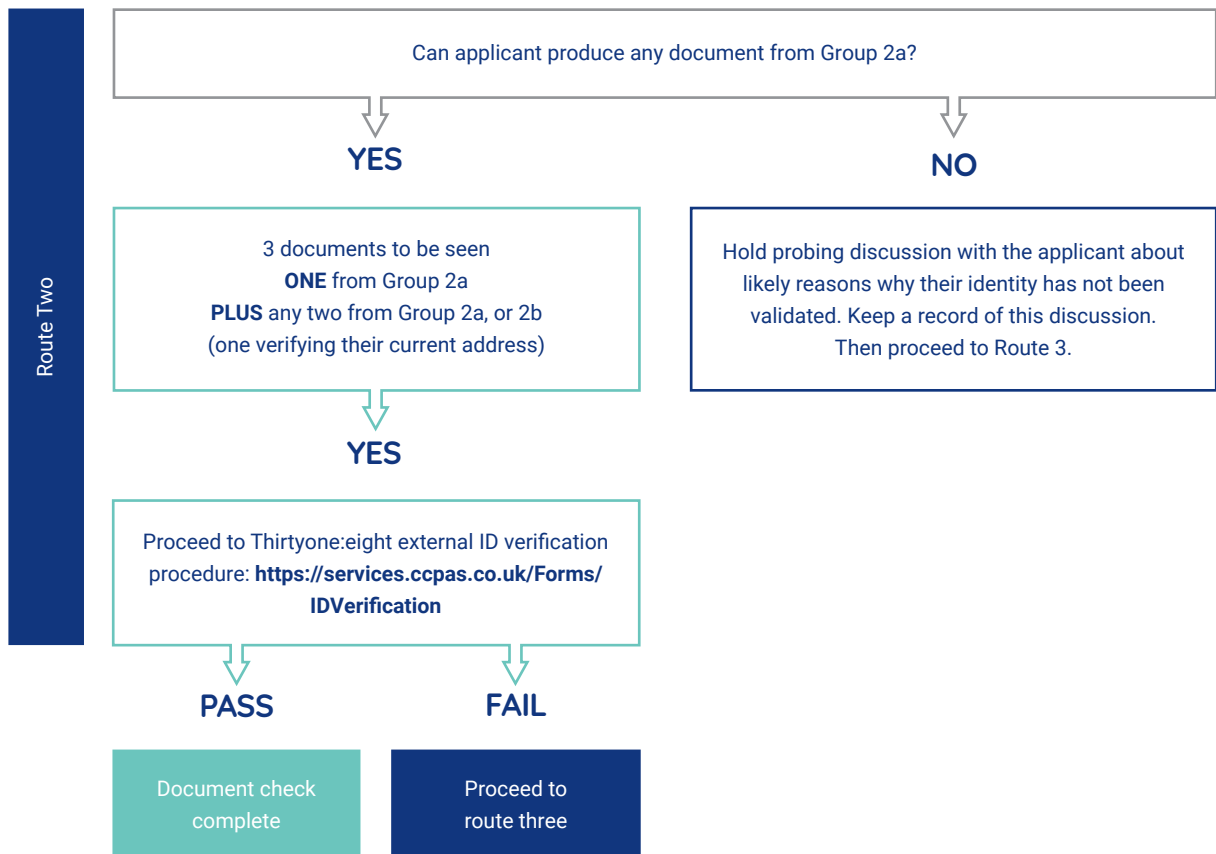 Route Two
Can applicant produce any document from Group 2a?
YES
NO
3 documents to be seen
ONE from Group 2a
PLUS any two from Group 2a, or 2b
(one verifying their current address)
Hold probing discussion with the applicant about
likely reasons why their identity has not been
validated. Keep a record of this discussion.
Then proceed to Route 3.
YES
Proceed to Thirtyone:eight external ID verification
procedure: https://services.ccpas.co.uk/Forms/
IDVerification
PASS
FAIL
Document check
complete
Proceed to
route three